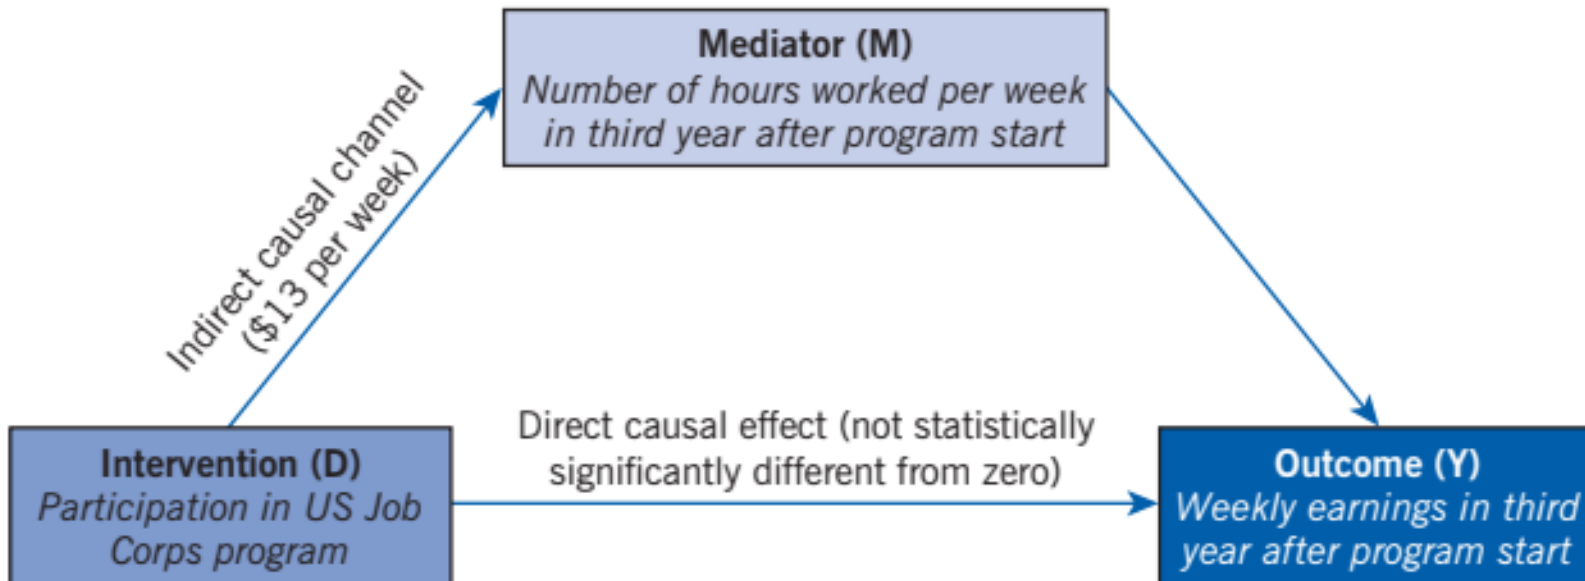 Mediator (M)
Number of hours worked per week
in third year after program start
Indirect causal channel
($13 per week)
Direct causal effect (not statistically
significantly different from zero)
Intervention (D)
Participation in US Job
Corps program
Outcome (Y)
Weekly earnings in third
year after program start